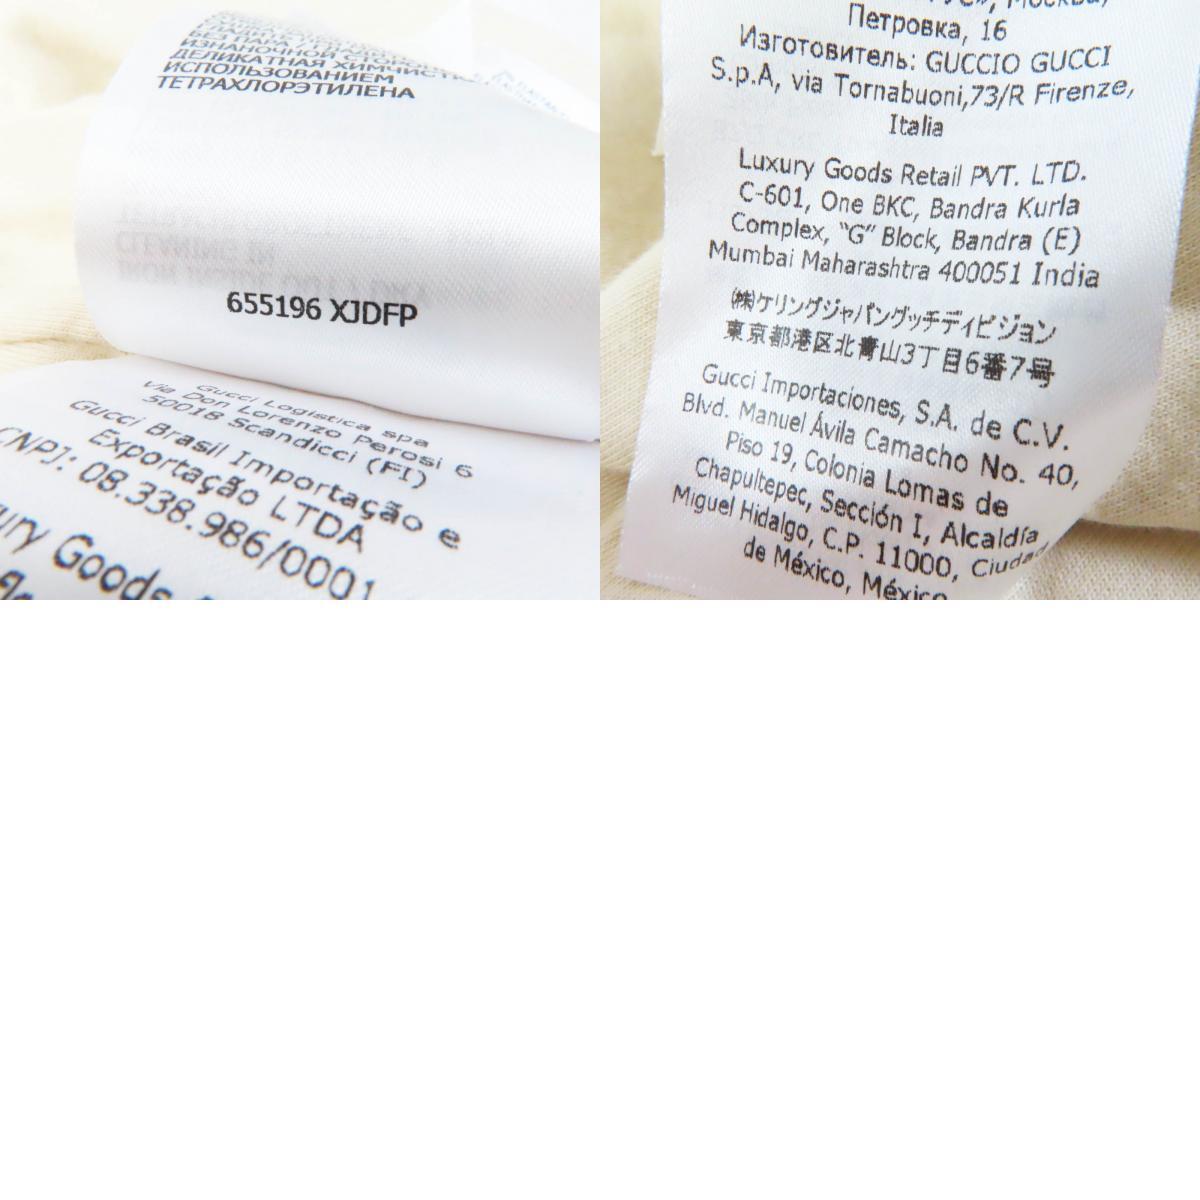 ИЗНАНОЧНОЙ
ДЕЛИКАТНАЯ ХИМЧИСТКА
ИСПОЛЬЗОВАНИЕМ
ТЕТРАХЛОРЭТИЛЕНА
CLEANING IN
655196 XJDFP
Gucci Logistica spa
Via Don Lorenzo Perosi 6
50018 Scandicci (FI)
Gucci Brasil Importação e
Exportação LTDA
CNPJ: 08.338.986/0001
Goods
Петровка, 16
Изготовитель: GUCCIO GUCCI
S.p.A, via Tornabuoni,73/R Firenze,
Italia
Luxury Goods Retail PVT. LTD.
C-601, One BKC, Bandra Kurla
Complex, "G" Block, Bandra (E)
Mumbai Maharashtra 400051 India
㈱ケリングジャパングッチディビジョン
東京都港区北青山3丁目6番7号
Gucci Importaciones, S.A. de C.V.
Blvd. Manuel Ávila Camacho No. 40,
Piso 19, Colonia Lomas de
Chapultepec, Sección I, Alcaldía
Miguel Hidalgo, C.P. 11000, Ciudad
de México, México